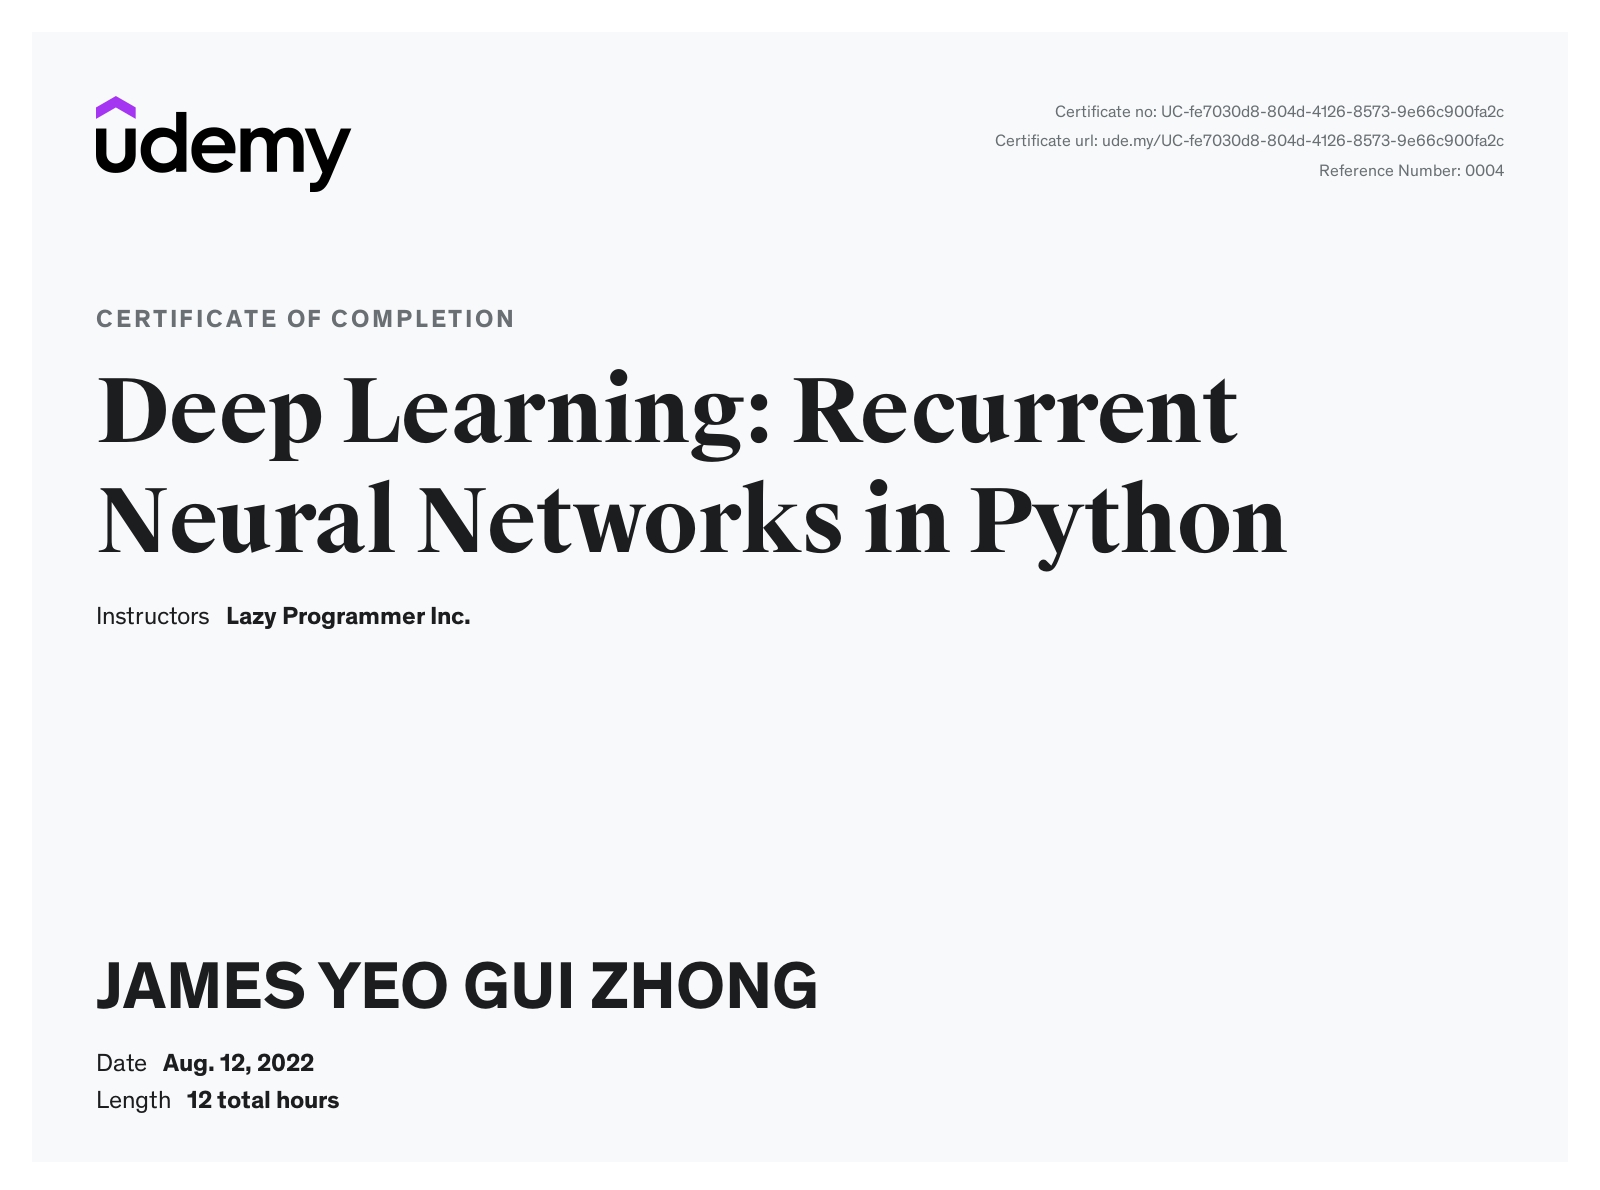 udemy
Certificate no: UC-fe7030d8-804d-4126-8573-9e66c900fa2c
Certificate url: ude.my/UC-fe7030d8-804d-4126-8573-9e66c900fa2c
Reference Number: 0004
CERTIFICATE OF COMPLETION
Deep Learning: Recurrent
Neural Networks in Python
Instructors Lazy Programmer Inc.
JAMES YEO GUI ZHONG
Date Aug. 12, 2022
Length 12 total hours